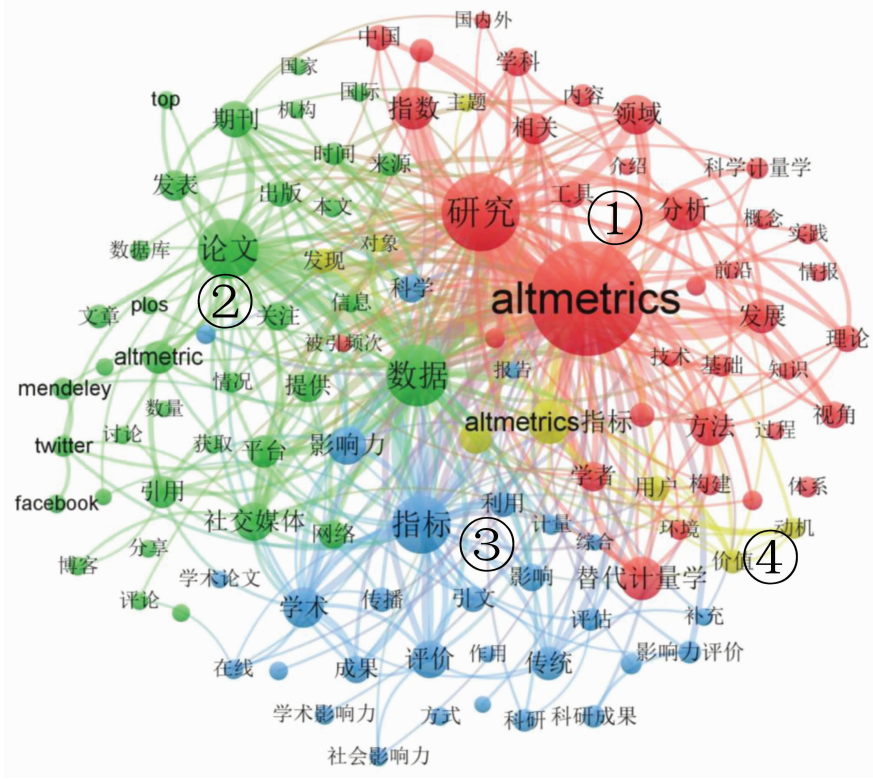 国内外
中国
学科
国家
top
国际
主题
内容
期刊
机构
指数
相关
领域
时间
来源
介绍
科学计量学
发表
出版
本文
工具
研究
①
分析
概念
实践
论文
对象
数据库
发现
前沿
情报
科学
altmetrics
②
plos
信息
文章
关注
发展
被引频次
理论
altmetric
技术
基础
知识
报告
mendeley
情况
提供
数据
数量
altmetrics指标
视角
讨论
方法
过程
twitter
获取
平台
影响力
学者
用户
构建
体系
引用
facebook
利用
社交媒体
网络
指标
计量
环境
动机
③
综合
分享
④
价值
博客
学术论文
影响
替代计量学
评论
学术
传播
引文
评估
补充
在线
成果
评价
作用
传统
影响力评价
学术影响力
方式
科研
科研成果
社会影响力